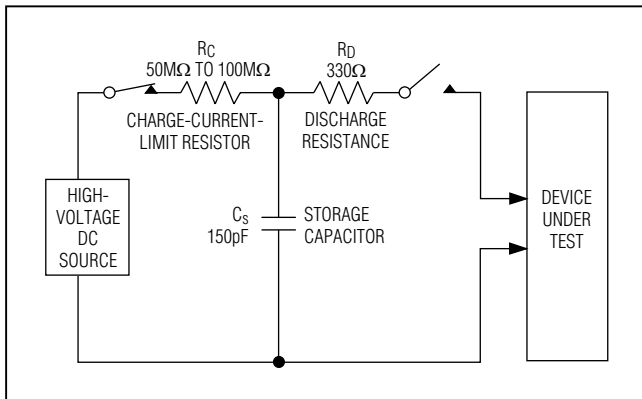 RC
50MΩ TO 100MΩ
CHARGE-CURRENT-
LIMIT RESISTOR
RD
330Ω
DISCHARGE
RESISTANCE
HIGH-
VOLTAGE
DC
SOURCE
Cs
150pF
STORAGE
CAPACITOR
DEVICE
UNDER
TEST